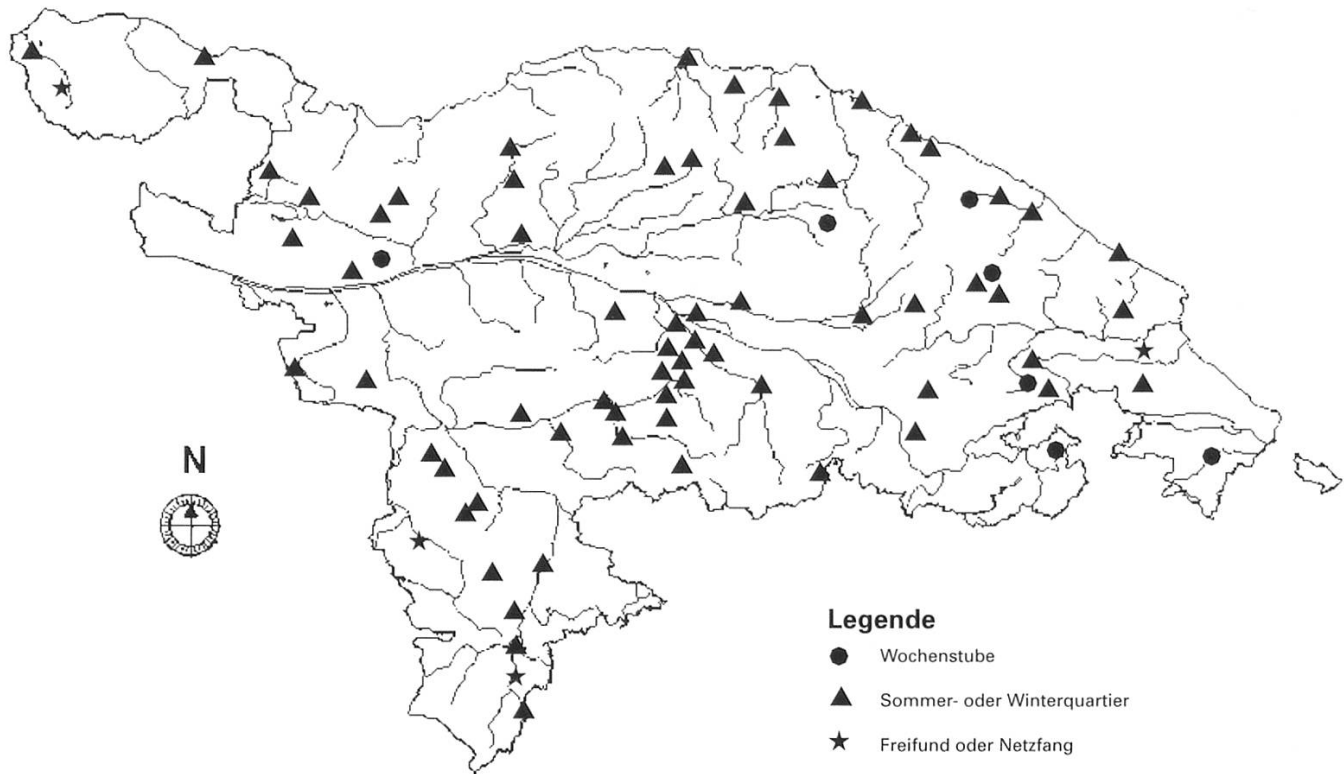 N
Legende
Wochenstube
Sommer- oder Winterquartier
Freifund oder Netzfang